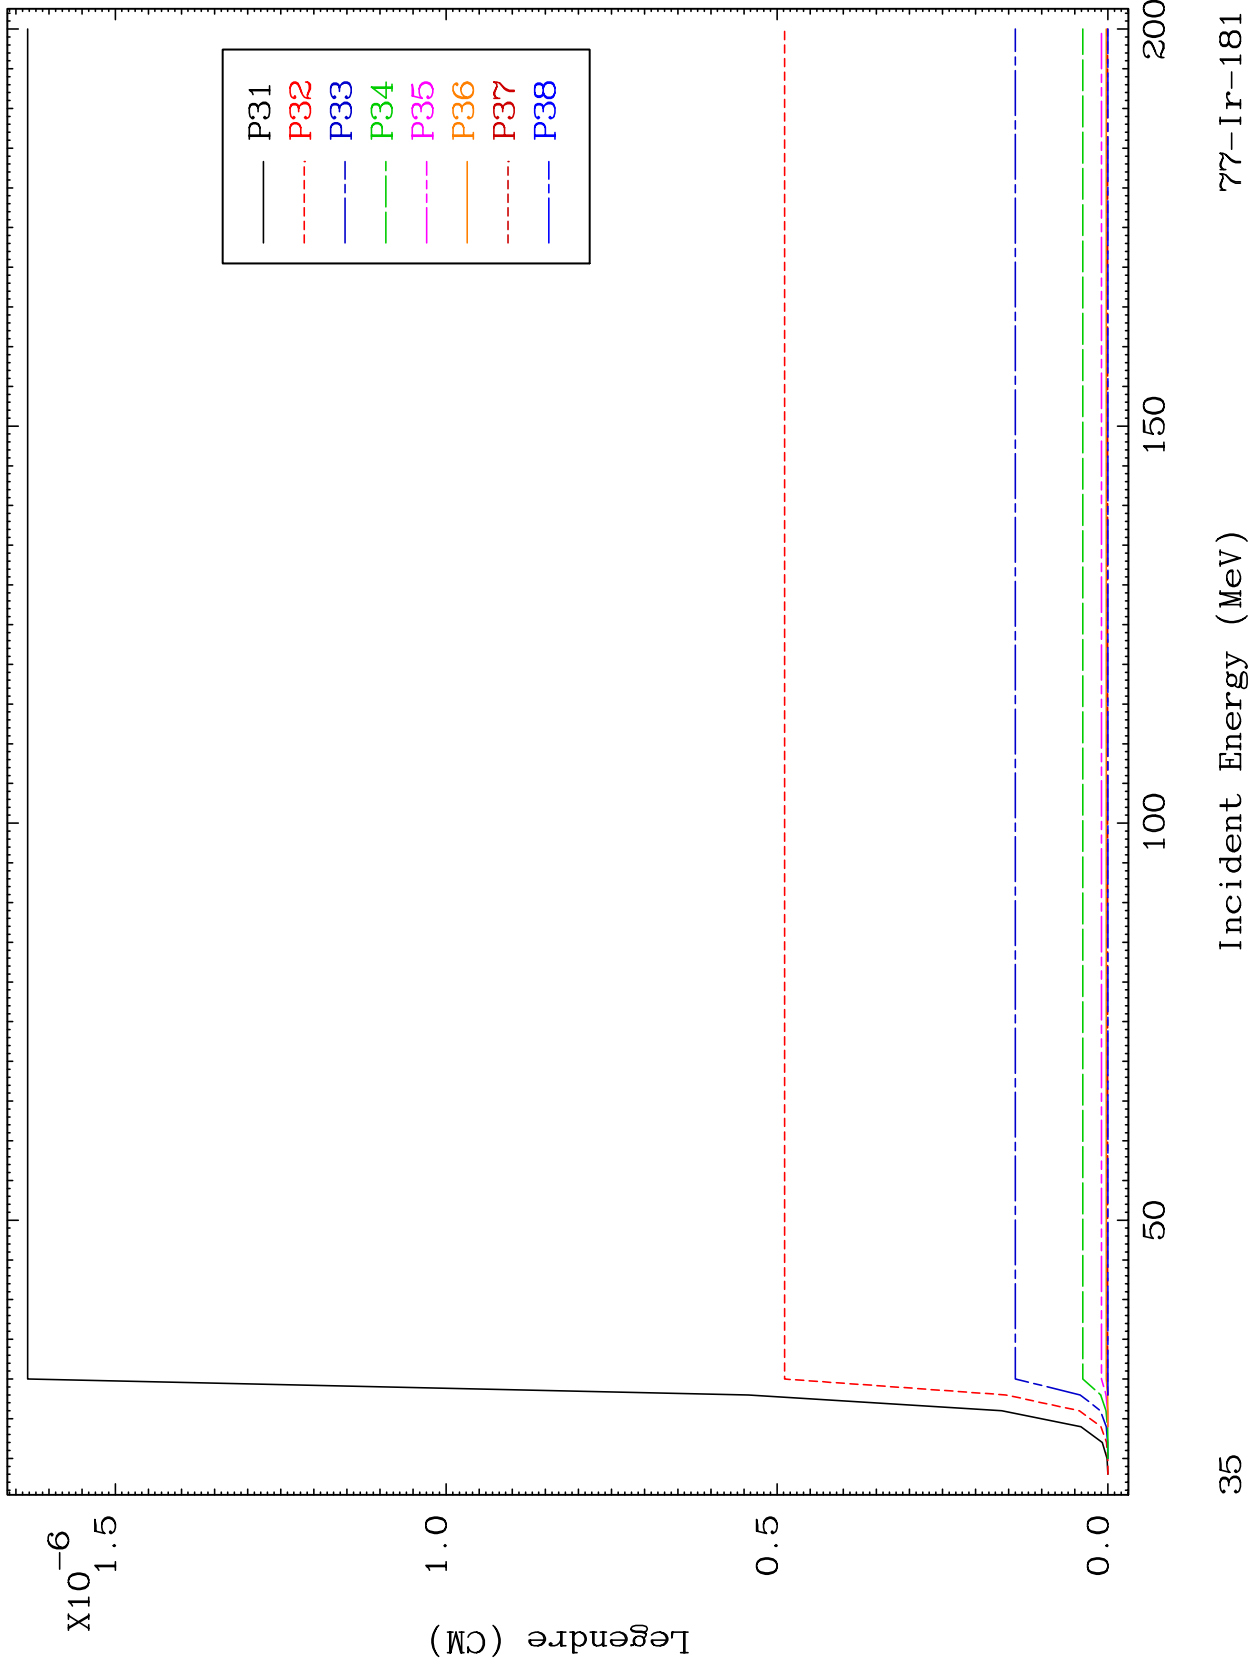 X10-6
1.5
1.0
0.5
0.0
Legendre (CM)
P31
P32
P33
P34
P35
P36
P37
P38
50
100
150
200
35
Incident Energy (MeV)
77-Ir-181